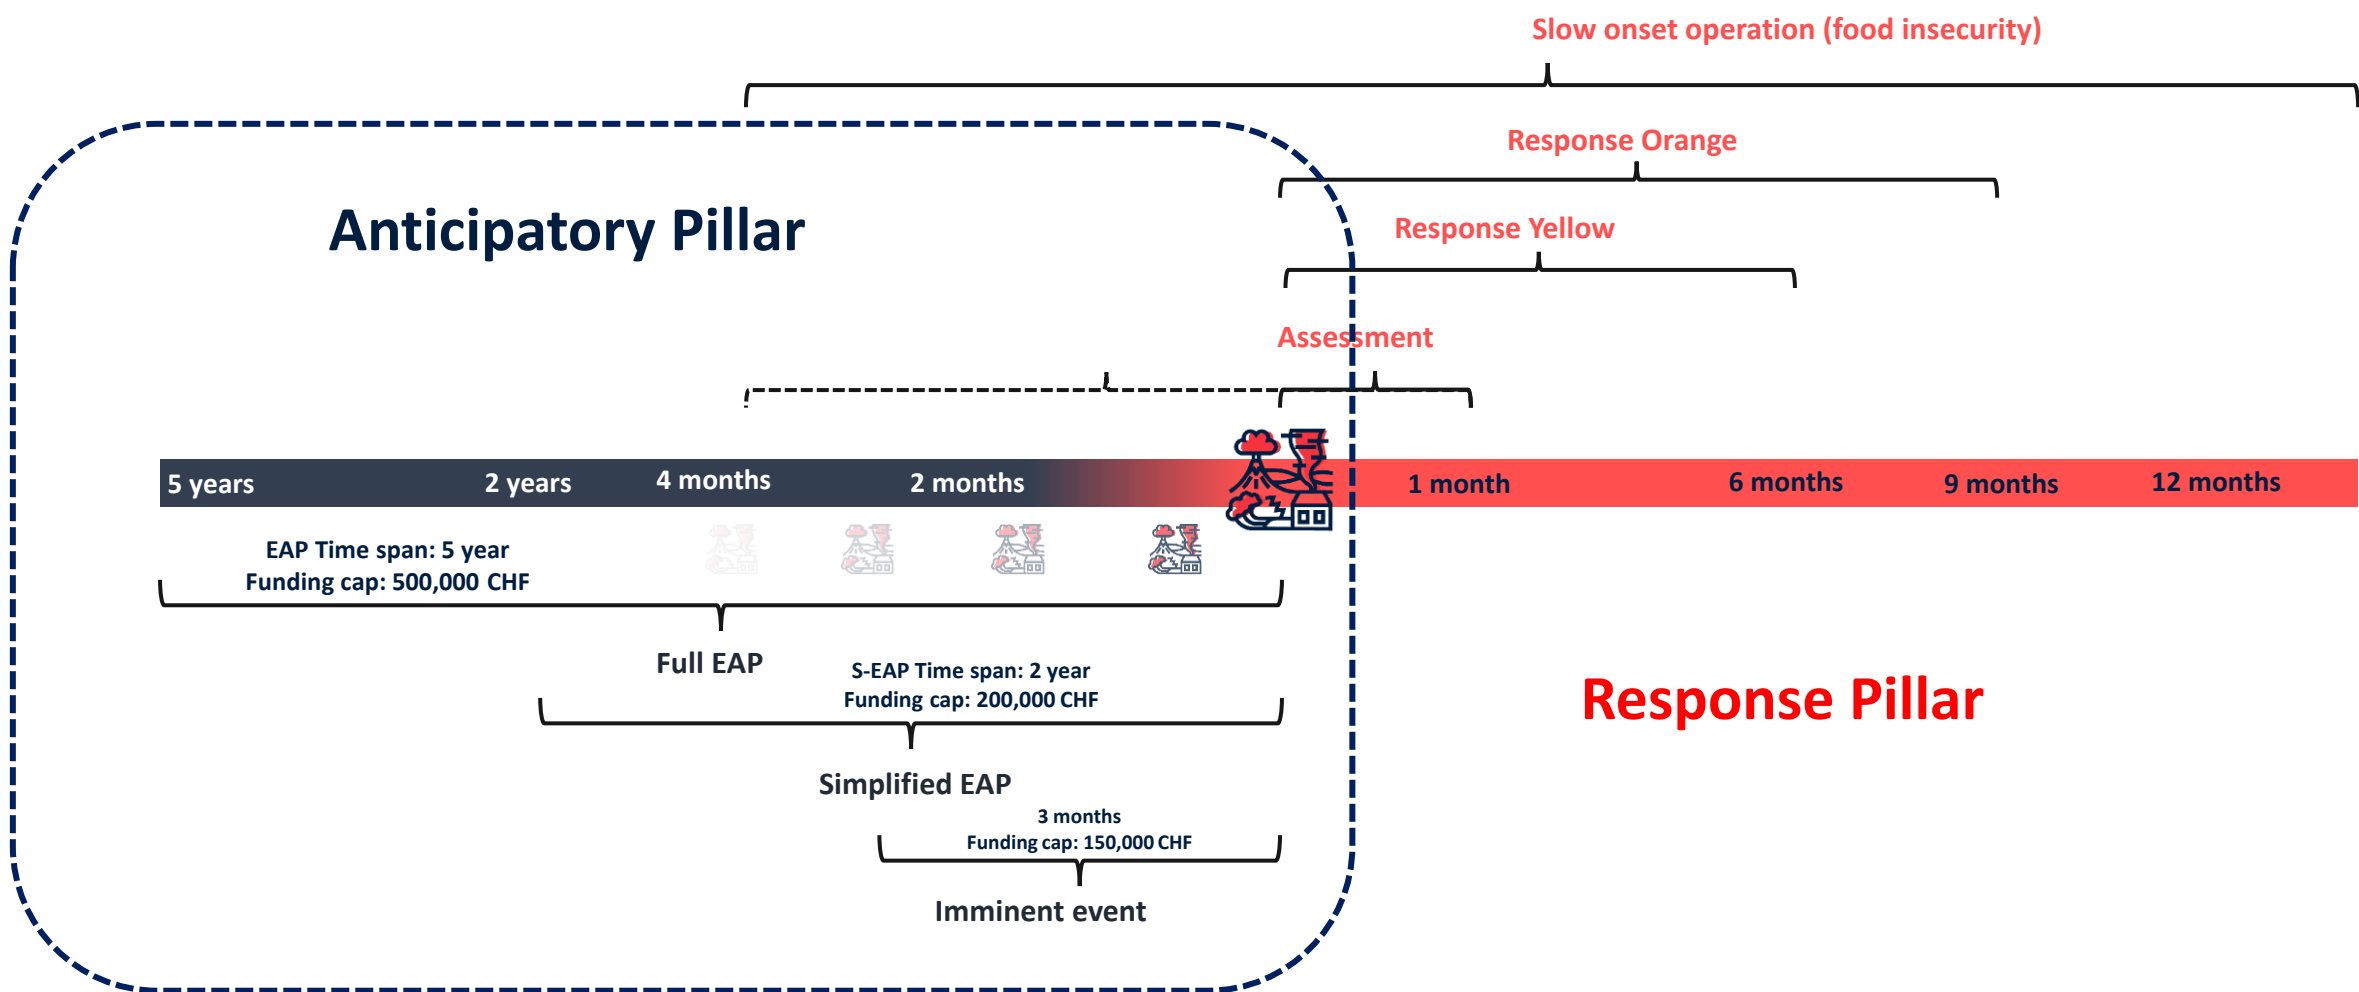 Slow onset operation (food insecurity)
Response Orange
Anticipatory Pillar
Response Yellow
Assessment
5 years
2 years
4 months
2 months
1 month
6 months
9 months
12 months
EAP Time span: 5 year
Funding cap: 500,000 CHF
Full EAP
S-EAP Time span: 2 year
Funding cap: 200,000 CHF
Response Pillar
Simplified EAP
3 months
Funding cap: 150,000 CHF
Imminent event